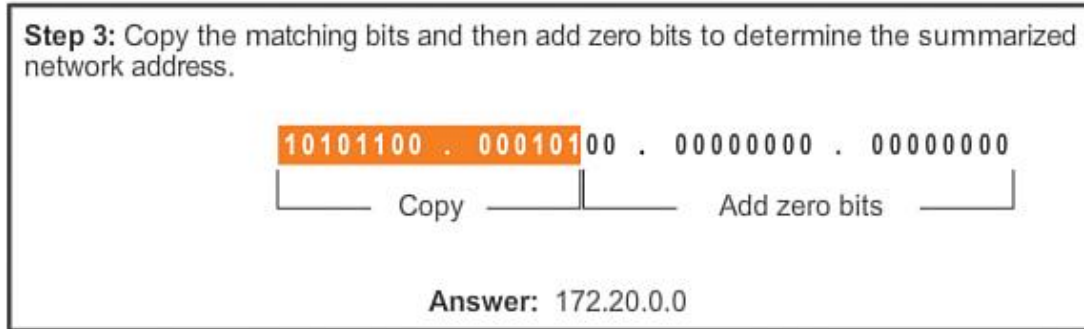 Step 3: Copy the matching bits and then add zero bits to determine the summarized
network address.
10101100 . 00010100 . 00000000 . 00000000
Copy Add zero bits
Answer: 172.20.0.0